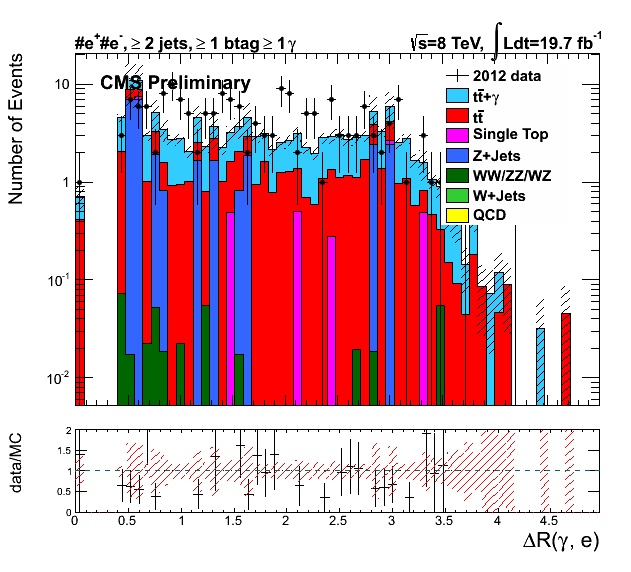 #e⁺#e⁻, ≥ 2 jets, ≥ 1 btag ≥ 1 γ
√s=8 TeV, ∫Ldt=19.7 fb⁻¹
CMS Preliminary
2012 data
tt̄+γ
tt̄
Single Top
Z+Jets
WW/ZZ/WZ
W+Jets
QCD
Number of Events
10
1
10⁻¹
10⁻²
data/MC
2
1.5
1
0.5
0
0 0.5 1 1.5 2 2.5 3 3.5 4 4.5
ΔR(γ, e)